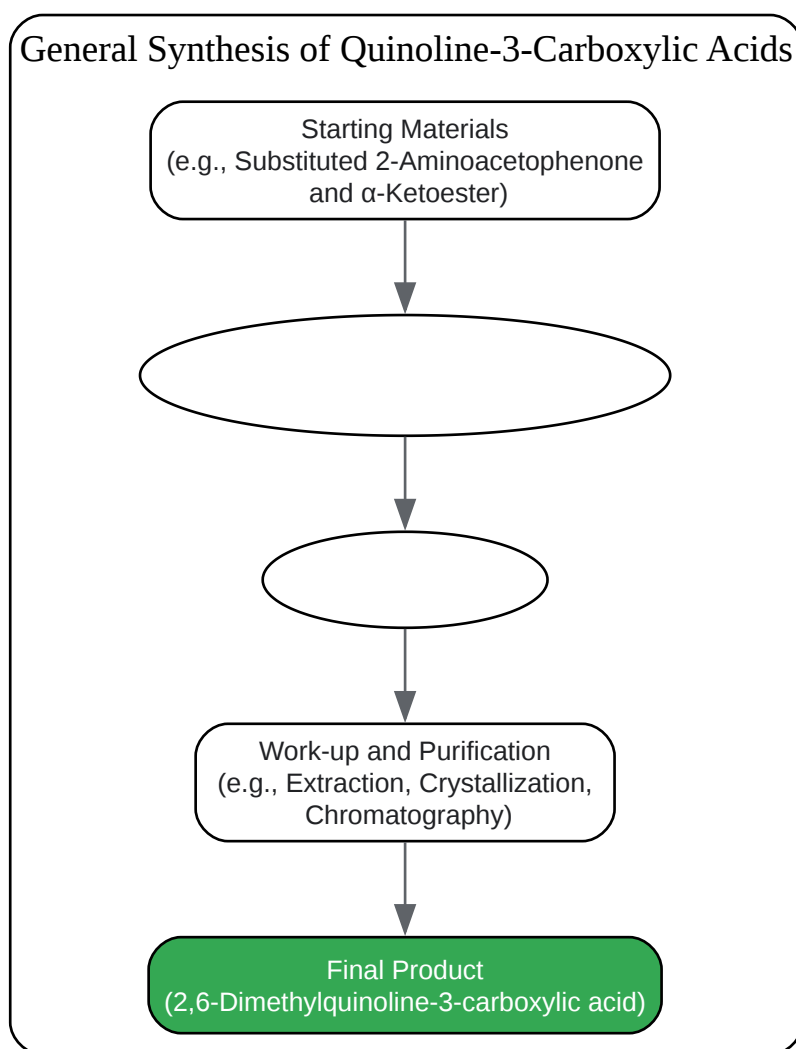 General Synthesis of Quinoline-3-Carboxylic Acids
Starting Materials
(e.g., Substituted 2-Aminoacetophenone
and α-Ketoester)
Work-up and Purification
(e.g., Extraction, Crystallization,
Chromatography)
Final Product
(2,6-Dimethylquinoline-3-carboxylic acid)